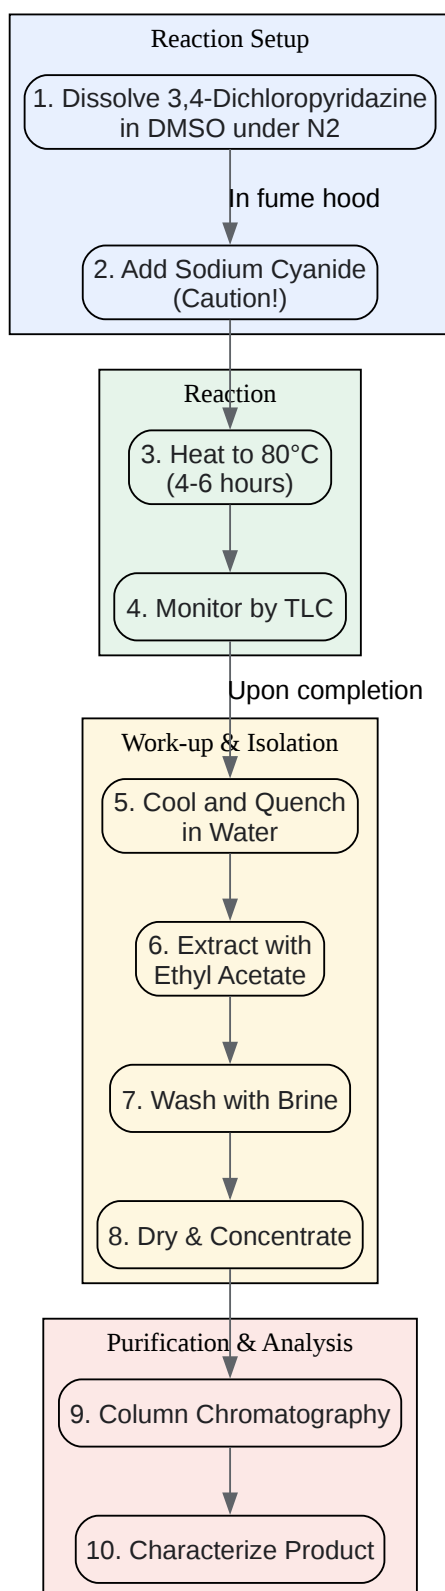 Reaction Setup
1. Dissolve 3,4-Dichloropyridazine
in DMSO under N2
In fume hood
2. Add Sodium Cyanide
(Caution!)
Reaction
3. Heat to 80°C
(4-6 hours)
4. Monitor by TLC
Upon completion
Work-up & Isolation
5. Cool and Quench
in Water
6. Extract with
Ethyl Acetate
7. Wash with Brine
8. Dry & Concentrate
Purification & Analysis
9. Column Chromatography
10. Characterize Product